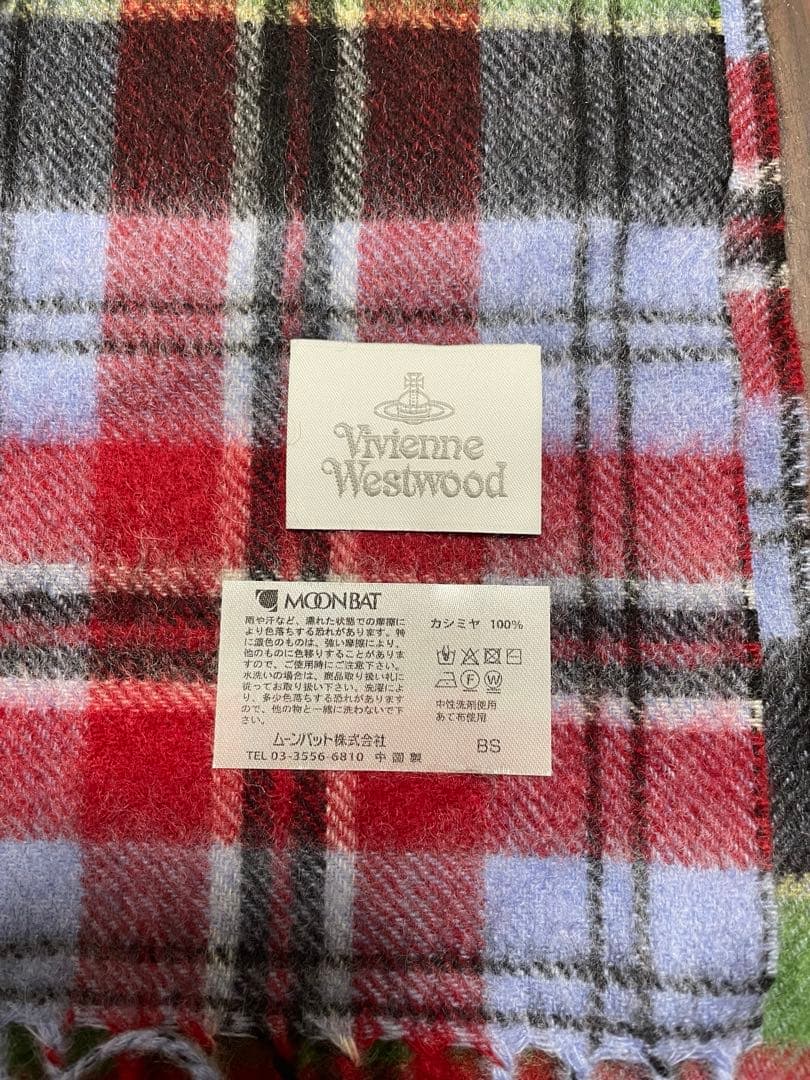 Vivienne
Westwood
MOONBAT
雨や汗など、濡れた状態での摩擦に
より色落ちする恐れがあります。特
に濃色のものは、強い摩擦により、
他のものに色移りすることがありま
すので、ご使用時にご注意下さい。
水洗いの場合は、商品取り扱い札に
従ってお取り扱い下さい。洗濯によ
り、多少色落ちする恐れがあります
ので、他の物と一緒に洗わないで下
さい。
ムーンバット株式会社
TEL 03-3556-6810 中国製
カシミヤ 100%
F W
中性洗剤使用
あて布使用
BS